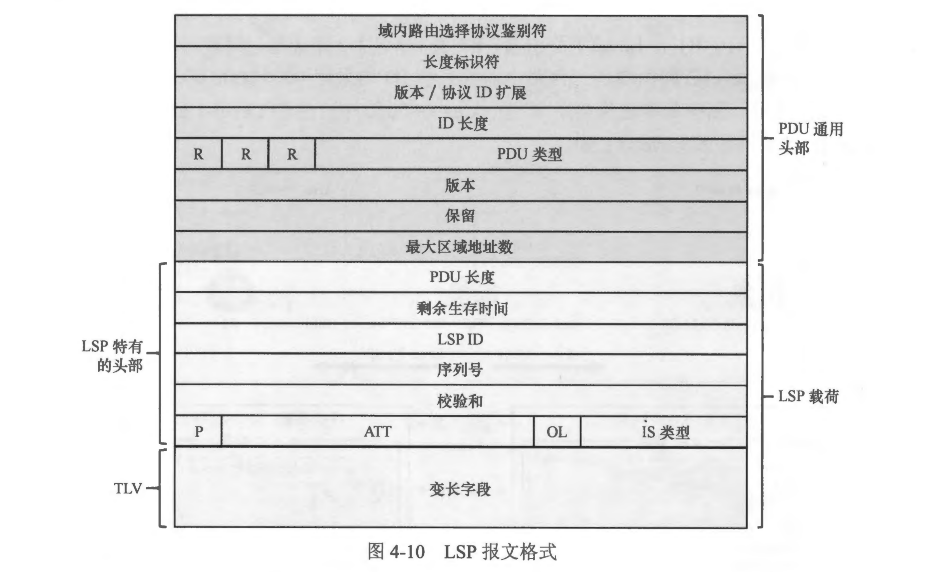 域内路由选择协议鉴别符
长度标识符
版本 / 协议 ID 扩展
ID 长度
R R R PDU 类型
版本
保留
最大区域地址数
PDU 通用
头部
PDU 长度
剩余生存时间
LSP ID
序列号
校验和
P ATT OL IS 类型
LSP 特有
的头部
LSP 载荷
TLV
变长字段
图 4-10 LSP 报文格式